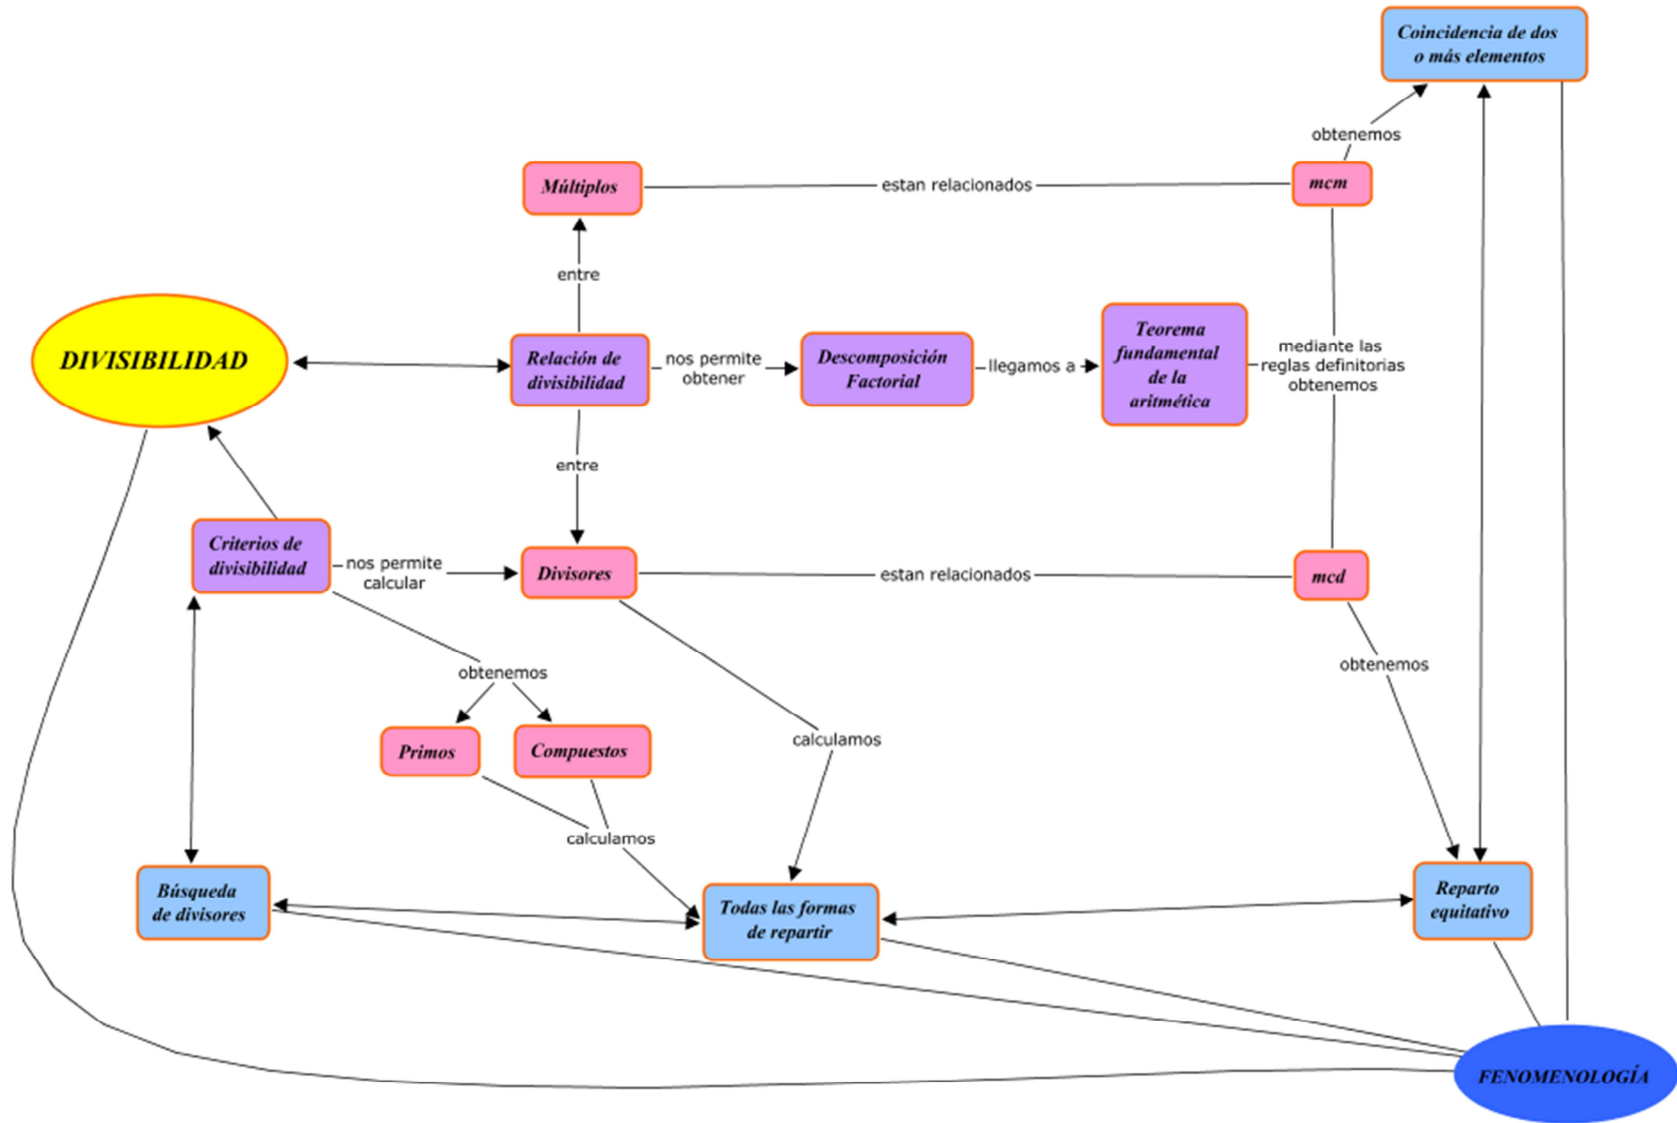 Coincidencia de dos
o más elementos
obtenemos
Múltiplos
estan relacionados
mcm
entre
DIVISIBILIDAD
Relación de
divisibilidad
nos permite
obtener
Descomposición
Factorial
llegamos a
Teorema
fundamental
de la
aritmética
mediante las
reglas definitorias
obtenemos
entre
Criterios de
divisibilidad
nos permite
calcular
Divisores
estan relacionados
mcd
obtenemos
obtenemos
Primos
Compuestos
calculamos
calculamos
Búsqueda
de divisores
Todas las formas
de repartir
Reparto
equitativo
FENOMENOLOGÍA